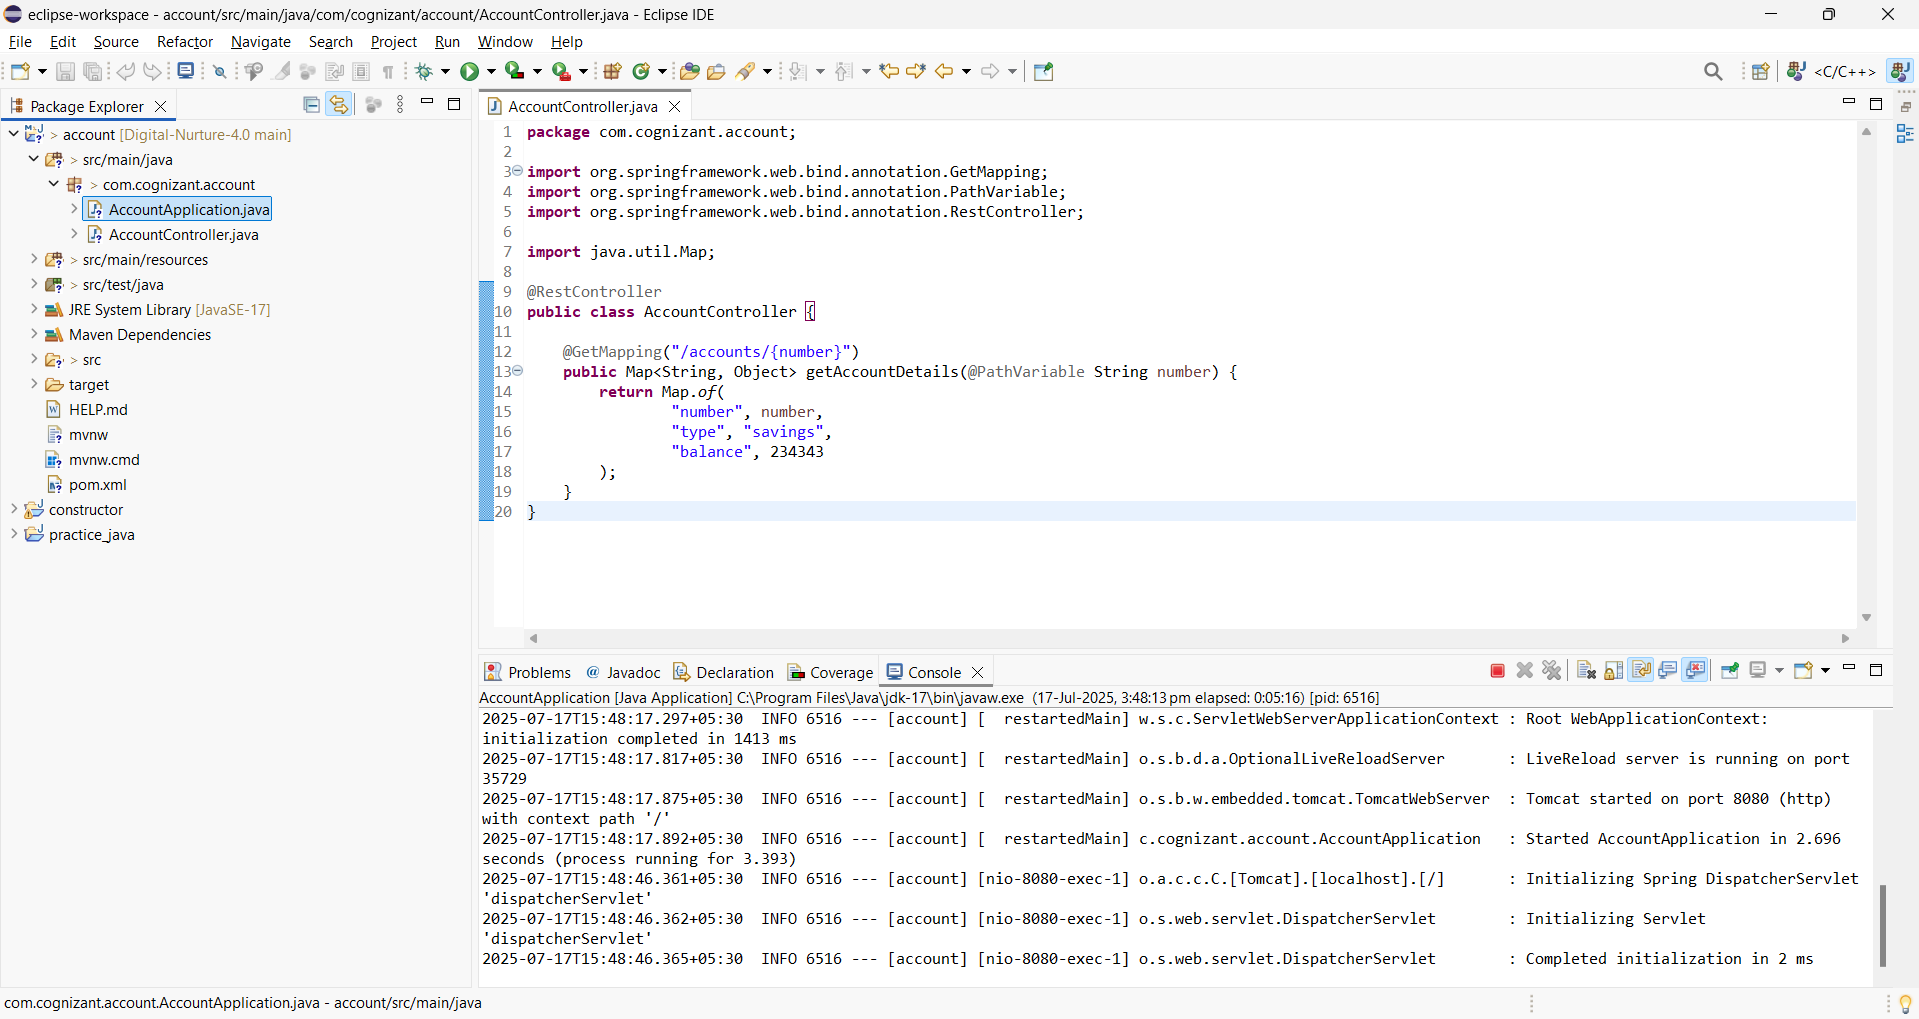 eclipse-workspace - account/src/main/java/com/cognizant/account/AccountController.java - Eclipse IDE
File Edit Source Refactor Navigate Search Project Run Window Help
<C/C++>
Package Explorer
> account [Digital-Nurture-4.0 main]
> src/main/java
> com.cognizant.account
AccountApplication.java
AccountController.java
> src/main/resources
> src/test/java
JRE System Library [JavaSE-17]
Maven Dependencies
> src
target
HELP.md
mvnw
mvnw.cmd
pom.xml
constructor
practice_java
AccountController.java
1 package com.cognizant.account;
2
3 import org.springframework.web.bind.annotation.GetMapping;
4 import org.springframework.web.bind.annotation.PathVariable;
5 import org.springframework.web.bind.annotation.RestController;
6
7 import java.util.Map;
8
9 @RestController
10 public class AccountController {
11
12 @GetMapping("/accounts/{number}")
13 public Map<String, Object> getAccountDetails(@PathVariable String number) {
14 return Map.of(
15 "number", number,
16 "type", "savings",
17 "balance", 234343
18 );
19 }
20 }
Problems @ Javadoc Declaration Coverage Console
AccountApplication [Java Application] C:\Program Files\Java\jdk-17\bin\javaw.exe (17-Jul-2025, 3:48:13 pm elapsed: 0:05:16) [pid: 6516]
2025-07-17T15:48:17.297+05:30 INFO 6516 --- [account] [ restartedMain] w.s.c.ServletWebServerApplicationContext : Root WebApplicationContext:
initialization completed in 1413 ms
2025-07-17T15:48:17.817+05:30 INFO 6516 --- [account] [ restartedMain] o.s.b.d.a.OptionalLiveReloadServer : LiveReload server is running on port
35729
2025-07-17T15:48:17.875+05:30 INFO 6516 --- [account] [ restartedMain] o.s.b.w.embedded.tomcat.TomcatWebServer : Tomcat started on port 8080 (http)
with context path '/'
2025-07-17T15:48:17.892+05:30 INFO 6516 --- [account] [ restartedMain] c.cognizant.account.AccountApplication : Started AccountApplication in 2.696
seconds (process running for 3.393)
2025-07-17T15:48:46.361+05:30 INFO 6516 --- [account] [nio-8080-exec-1] o.a.c.c.C.[Tomcat].[localhost].[/] : Initializing Spring DispatcherServlet
'dispatcherServlet'
2025-07-17T15:48:46.362+05:30 INFO 6516 --- [account] [nio-8080-exec-1] o.s.web.servlet.DispatcherServlet : Initializing Servlet
'dispatcherServlet'
2025-07-17T15:48:46.365+05:30 INFO 6516 --- [account] [nio-8080-exec-1] o.s.web.servlet.DispatcherServlet : Completed initialization in 2 ms
com.cognizant.account.AccountApplication.java - account/src/main/java